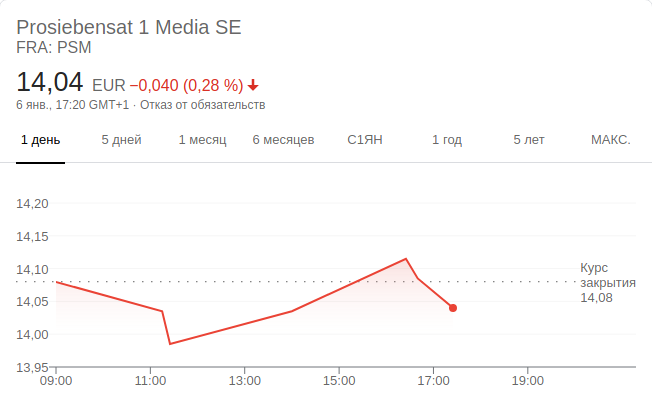 Prosiebensat 1 Media SE
FRA: PSM
14,04 EUR −0,040 (0,28 %)
6 янв., 17:20 GMT+1 · Отказ от обязательств
1 день 5 дней 1 месяц 6 месяцев С1ЯН 1 год 5 лет МАКС.
14,20
14,15
14,10
14,05
14,00
13,95
Курс
закрытия
14,08
09:00 11:00 13:00 15:00 17:00 19:00